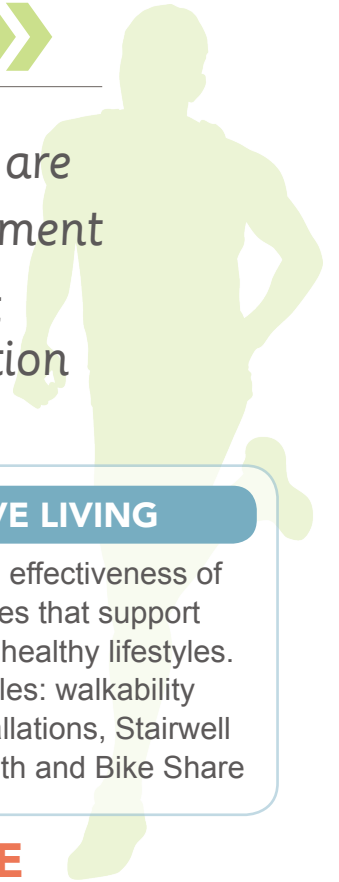 are
ment
tion
VE LIVING
effectiveness of
es that support
healthy lifestyles.
les: walkability
allations, Stairwell
th and Bike Share
E